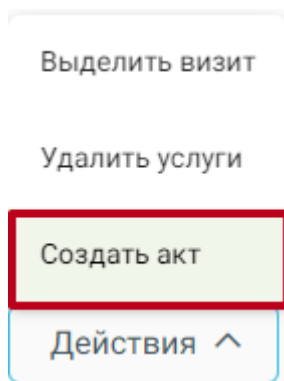 Выделить визит
Удалить услуги
Создать акт
Действия